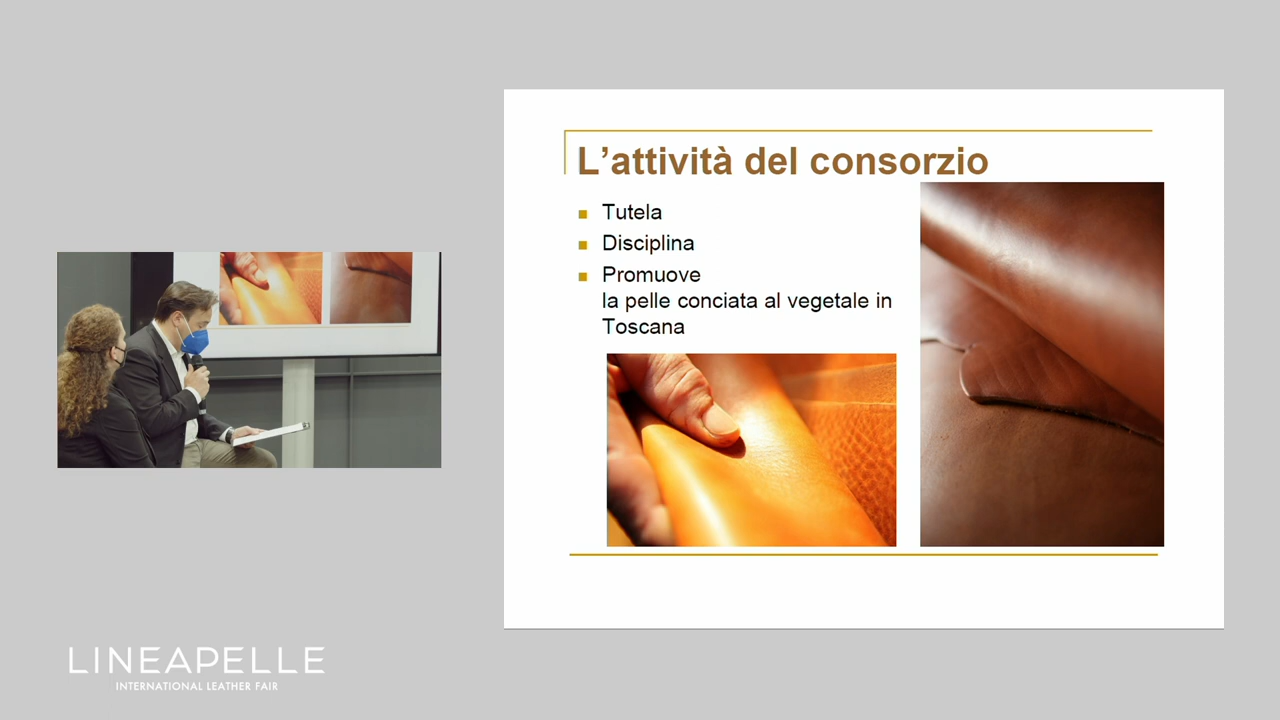 L'attività del consorzio
Tutela
Disciplina
Promuove
la pelle conciata al vegetale in
Toscana
LINEAPELLE
INTERNATIONAL LEATHER FAIR